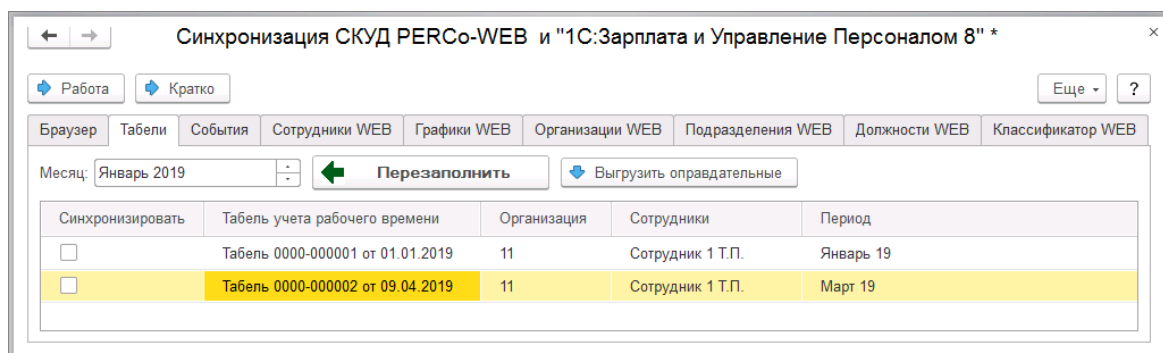 Синхронизация СКУД PERCo-WEB и "1С:Зарплата и Управление Персоналом 8" *
Работа Кратко Еще ?
Браузер Табели События Сотрудники WEB Графики WEB Организации WEB Подразделения WEB Должности WEB Классификатор WEB
Месяц: Январь 2019 Перезаполнить Выгрузить оправдательные
Синхронизировать Табель учета рабочего времени Организация Сотрудники Период
Табель 0000-000001 от 01.01.2019 11 Сотрудник 1 Т.П. Январь 19
Табель 0000-000002 от 09.04.2019 11 Сотрудник 1 Т.П. Март 19